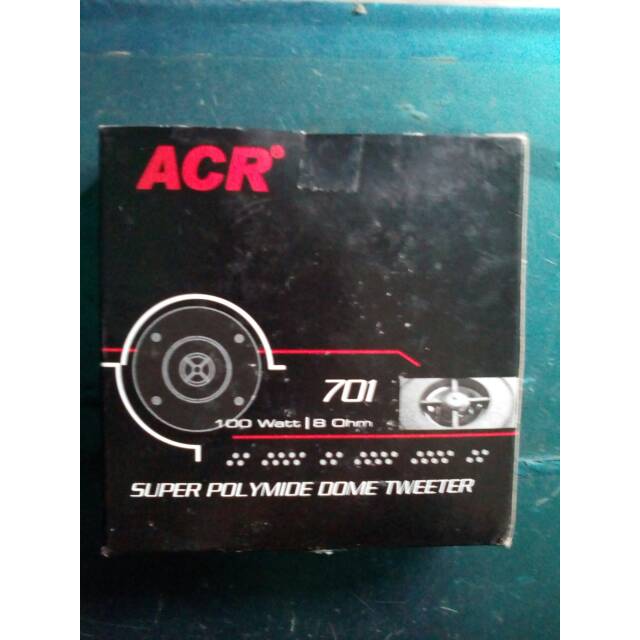 ACR
701
100 Watt | 8 Ohm
SUPER POLYMIDE DOME TWEETER